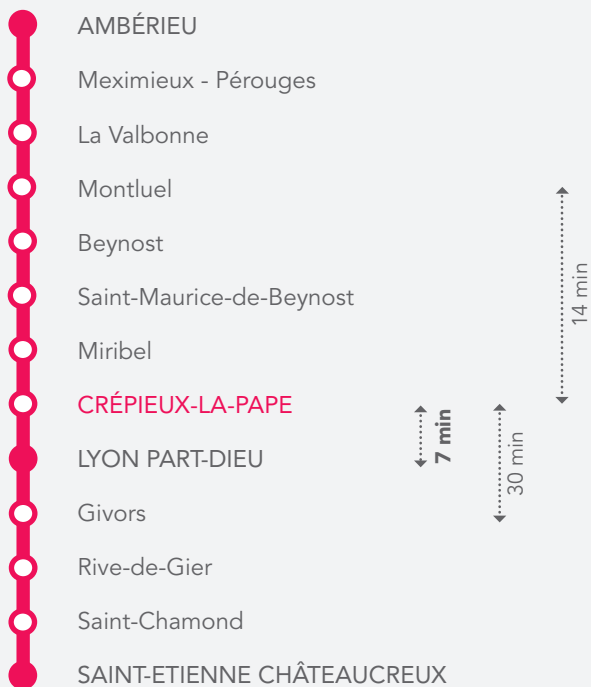 AMBÉRIEU
Meximieux - Pérouges
La Valbonne
Montluel
Beynost
14 min
Saint-Maurice-de-Beynost
Miribel
CRÉPIEUX-LA-PAPE
7 min
LYON PART-DIEU
30 min
Givors
Rive-de-Gier
Saint-Chamond
SAINT-ETIENNE CHÂTEAUCREUX